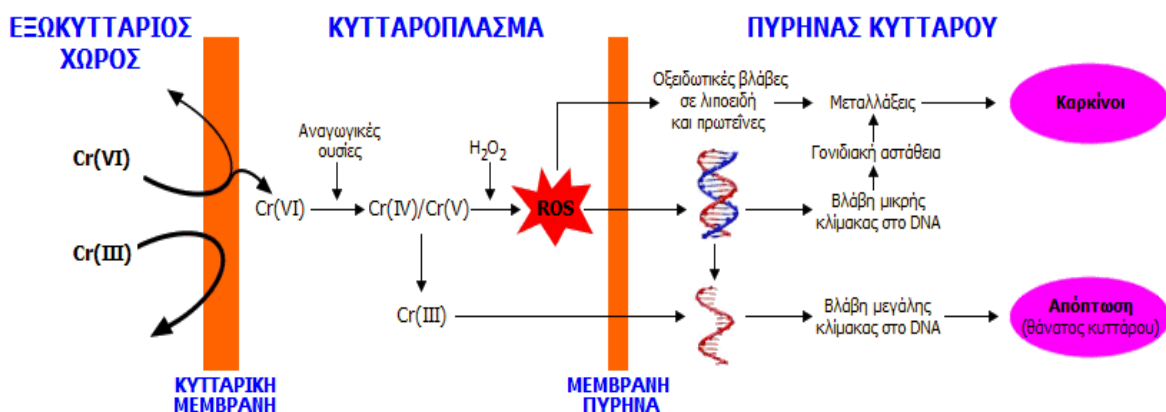 ΕΞΩΚΥΤΤΑΡΙΟΣ
ΧΩΡΟΣ
ΚΥΤΤΑΡΟΠΛΑΣΜΑ
ΠΥΡΗΝΑΣ ΚΥΤΤΑΡΟΥ
Οξειδωτικές βλάβες
σε λιποειδή
και πρωτεΐνες
Μεταλλάξεις
Καρκίνοι
Αναγωγικές
ουσίες
H₂O₂
Γονιδιακή αστάθεια
Cr(VI)
Cr(VI)
Cr(IV)/Cr(V)
ROS
Βλάβη μικρής
κλίμακας στο DNA
Cr(III)
Cr(III)
Βλάβη μεγάλης
κλίμακας στο DNA
Απόπτωση
(θάνατος κυττάρου)
ΚΥΤΤΑΡΙΚΗ
ΜΕΜΒΡΑΝΗ
ΜΕΜΒΡΑΝΗ
ΠΥΡΗΝΑ